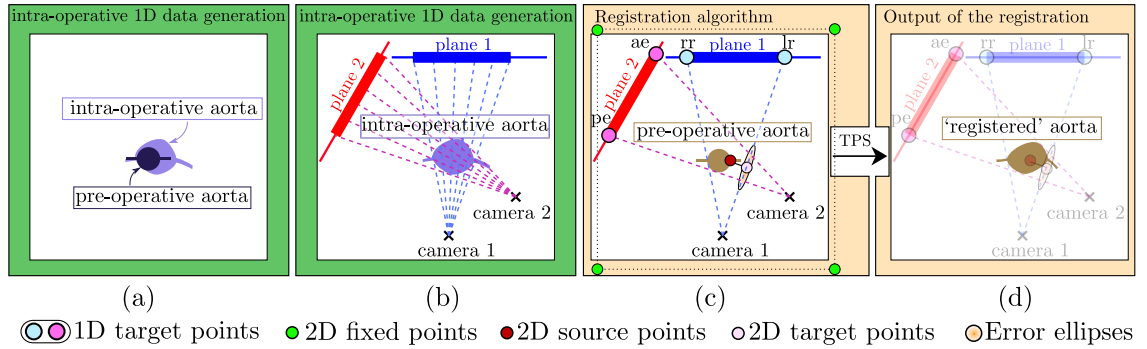 intra-operative 1D data generation
intra-operative aorta
pre-operative aorta
(a)
intra-operative 1D data generation
plane 1
plane 2
intra-operative aorta
camera 2
camera 1
(b)
Registration algorithm
ae
rr
plane 1
lr
plane 2
pe
pre-operative aorta
camera 2
camera 1
(c)
TPS
Output of the registration
ae
rr
plane 1
lr
plane 2
pe
'registered' aorta
camera 2
camera 1
(d)
1D target points
2D fixed points
2D source points
2D target points
Error ellipses